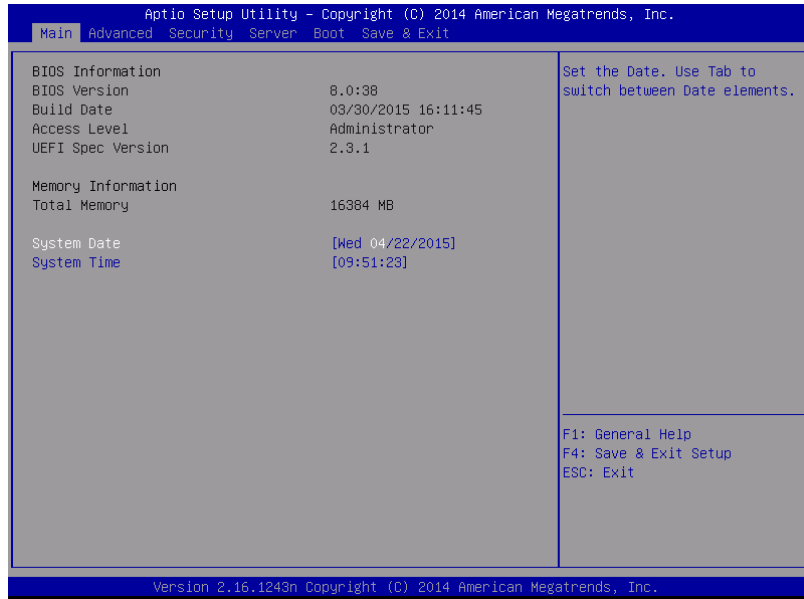 Aptio Setup Utility – Copyright (C) 2014 American Megatrends, Inc.
Main Advanced Security Server Boot Save & Exit
BIOS Information
BIOS Version 8.0:38
Build Date 03/30/2015 16:11:45
Access Level Administrator
UEFI Spec Version 2.3.1
Memory Information
Total Memory 16384 MB
System Date [Wed 04/22/2015]
System Time [09:51:23]
Set the Date. Use Tab to
switch between Date elements.
F1: General Help
F4: Save & Exit Setup
ESC: Exit
Version 2.16.1243n Copyright (C) 2014 American Megatrends, Inc.